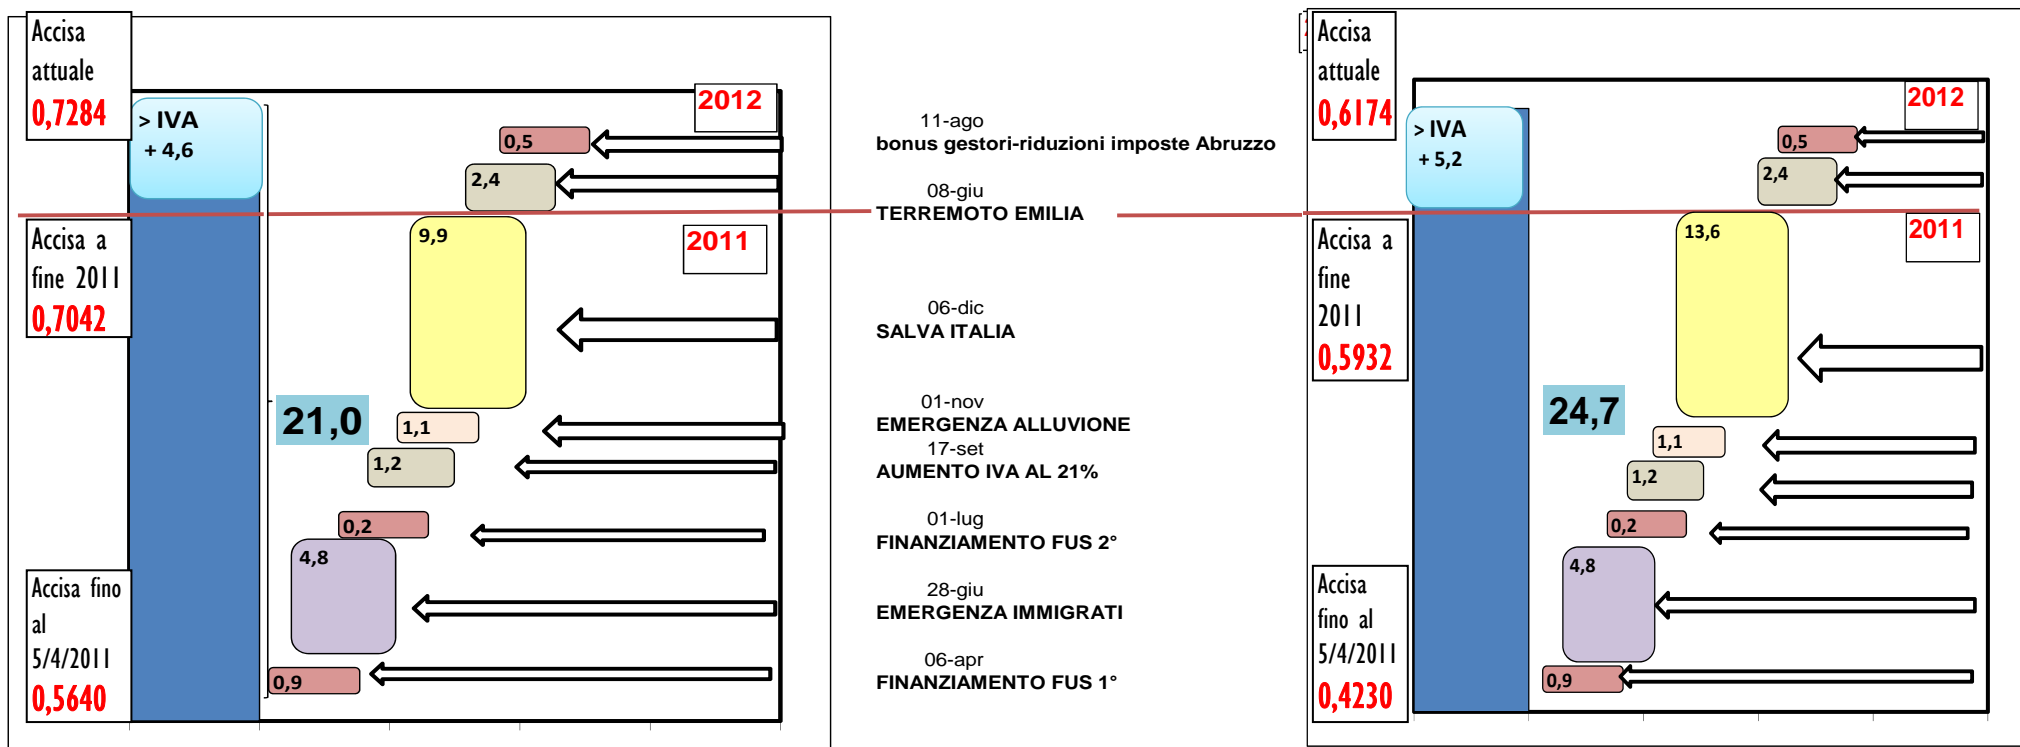 Accisa
attuale
0,7284
> IVA
+ 4,6
2012
0,5
2,4
Accisa a
fine 2011
0,7042
9,9
2011
21,0
1,1
1,2
0,2
4,8
Accisa fino
al
5/4/2011
0,5640
0,9
11-ago
bonus gestori-riduzioni imposte Abruzzo
08-giu
TERREMOTO EMILIA
06-dic
SALVA ITALIA
01-nov
EMERGENZA ALLUVIONE
17-set
AUMENTO IVA AL 21%
01-lug
FINANZIAMENTO FUS 2°
28-giu
EMERGENZA IMMIGRATI
06-apr
FINANZIAMENTO FUS 1°
Accisa
attuale
0,6174
> IVA
+ 5,2
2012
0,5
2,4
Accisa a
fine
2011
0,5932
13,6
2011
24,7
1,1
1,2
0,2
4,8
Accisa
fino al
5/4/2011
0,4230
0,9